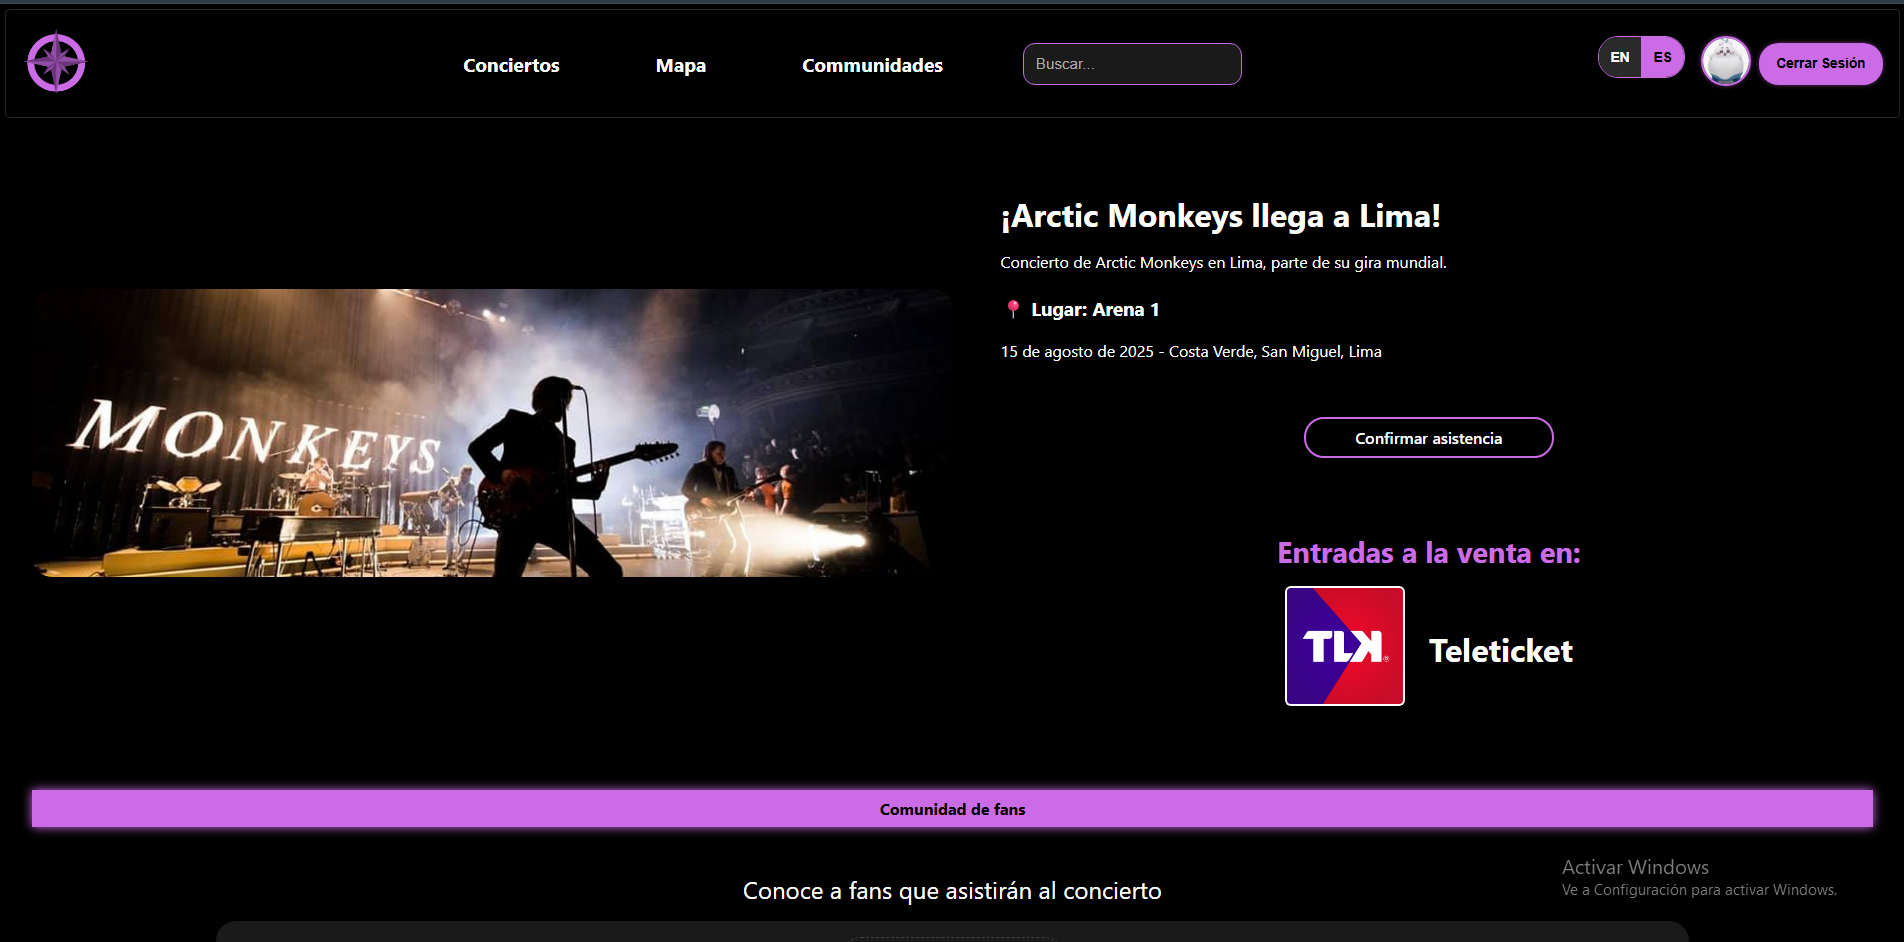 Conciertos
Mapa
Communidades
Buscar...
EN
ES
Cerrar Sesión
¡Arctic Monkeys llega a Lima!
Concierto de Arctic Monkeys en Lima, parte de su gira mundial.
Lugar: Arena 1
15 de agosto de 2025 - Costa Verde, San Miguel, Lima
MONKEYS
Confirmar asistencia
Entradas a la venta en:
TLK®
Teleticket
Comunidad de fans
Conoce a fans que asistirán al concierto
Activar Windows
Ve a Configuración para activar Windows.